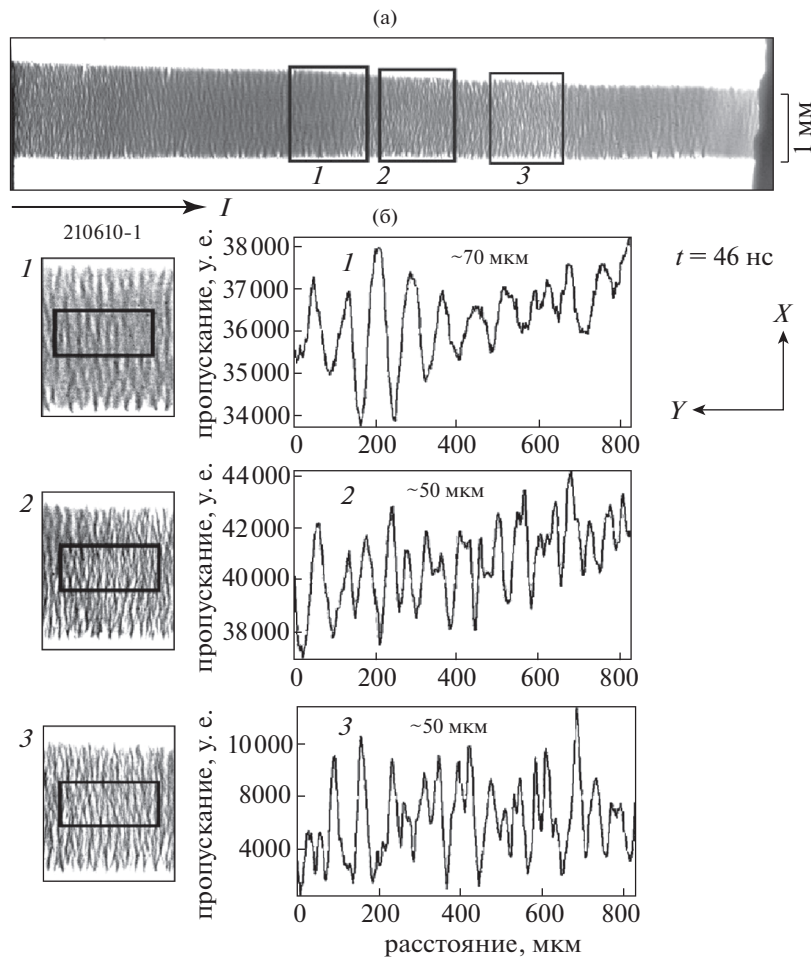 (а)
1 2 3
1 мм
I
(б)
210610-1
1
пропускание, у. е.
38 000
37 000
36 000
35 000
34 000
1
~70 мкм
0 200 400 600 800
t = 46 нс
X
Y
2
пропускание, у. е.
44 000
42 000
40 000
38 000
2
~50 мкм
0 200 400 600 800
3
пропускание, у. е.
10 000
8000
6000
4000
3
~50 мкм
0 200 400 600 800
расстояние, мкм